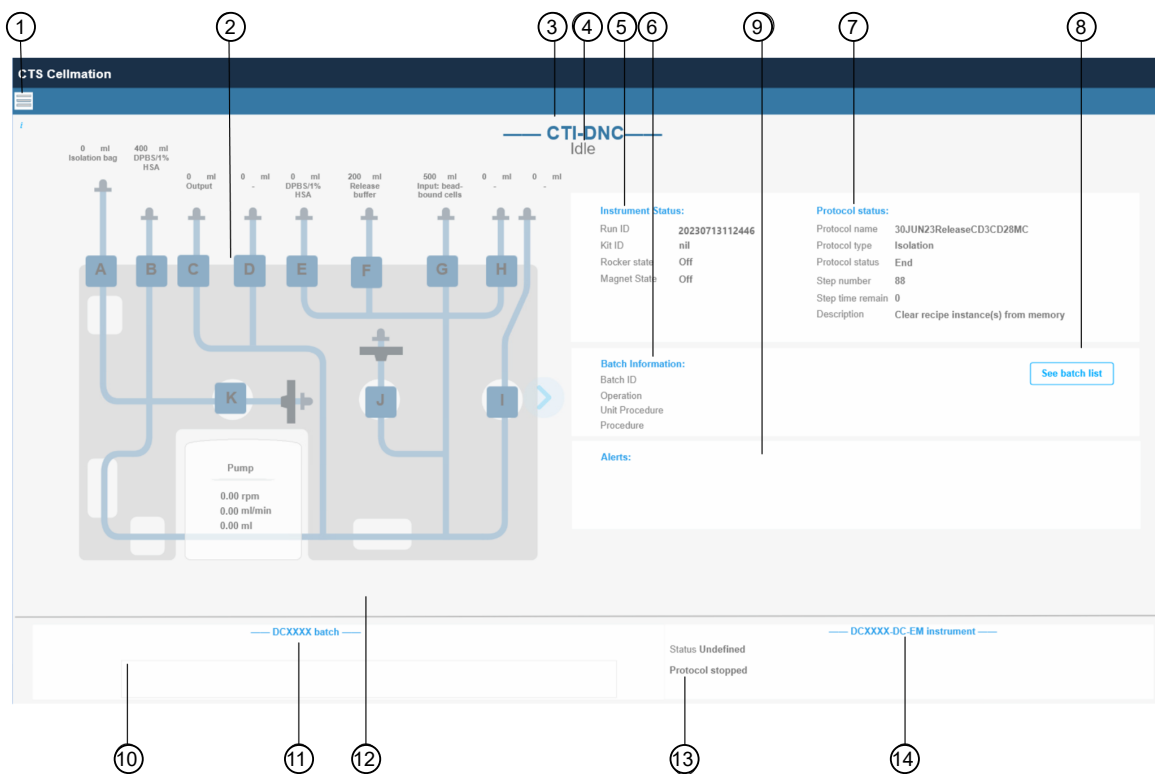 1
2
3
4
5
6
9
7
8
CTS Cellmation
i
CTI-DNC
Idle
0 ml
Isolation bag
400 ml
DPBS/1%
HSA
0 ml
Output
0 ml
-
0 ml
DPBS/1%
HSA
200 ml
Release
buffer
500 ml
Input: bead-
bound cells
0 ml
-
0 ml
-
A
B
C
D
E
F
G
H
K
J
I
Pump
0.00 rpm
0.00 ml/min
0.00 ml
Instrument Status:
Run ID 20230713112446
Kit ID nil
Rocker state Off
Magnet State Off
Protocol status:
Protocol name 30JUN23ReleaseCD3CD28MC
Protocol type Isolation
Protocol status End
Step number 88
Step time remain 0
Description Clear recipe instance(s) from memory
Batch Information:
Batch ID
Operation
Unit Procedure
Procedure
See batch list
Alerts:
DCXXXX batch
DCXXXX-DC-EM instrument
Status Undefined
Protocol stopped
10
11
12
13
14